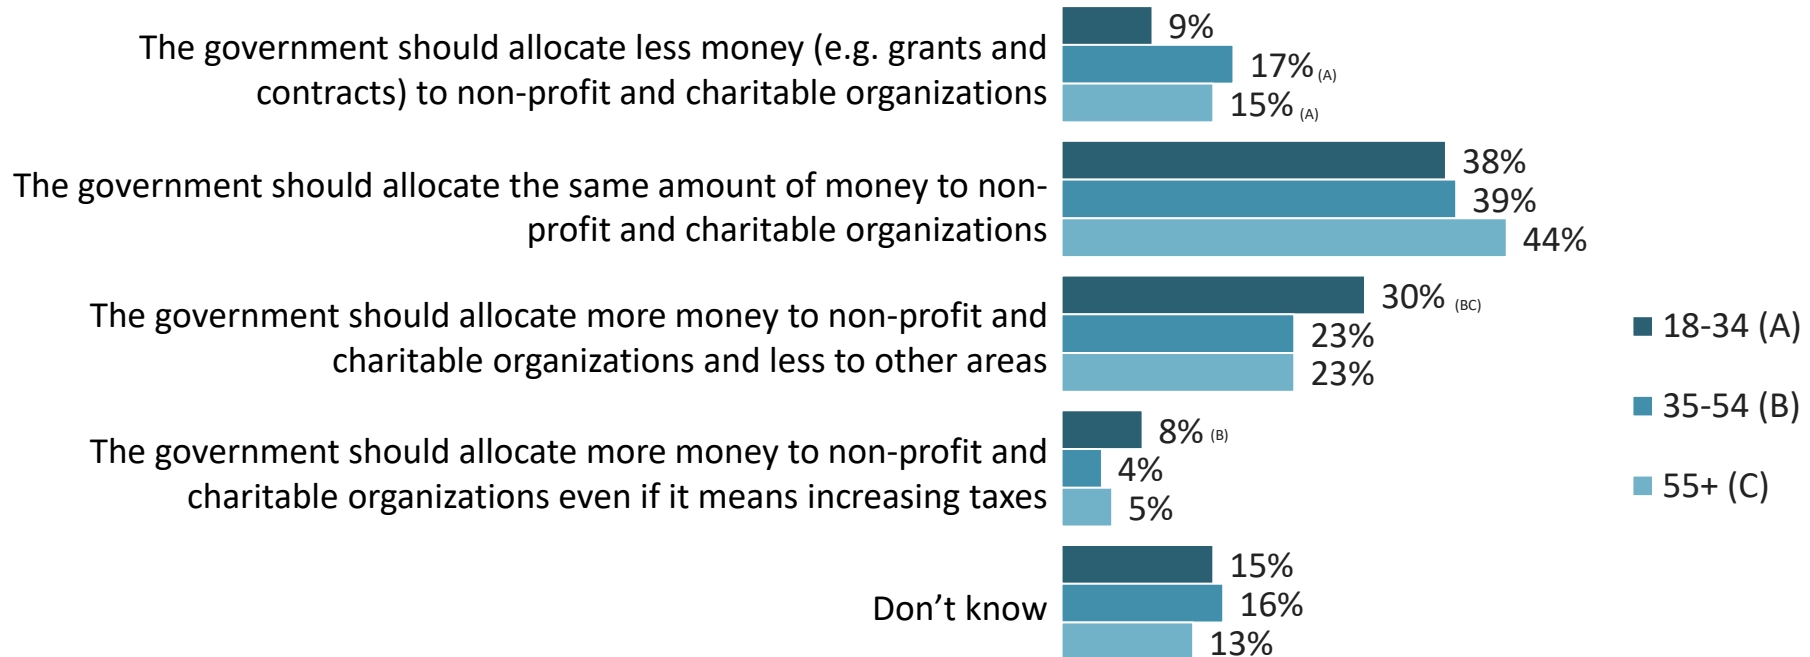 The government should allocate less money (e.g. grants and
contracts) to non-profit and charitable organizations
9%
17% (A)
15% (A)
The government should allocate the same amount of money to non-
profit and charitable organizations
38%
39%
44%
The government should allocate more money to non-profit and
charitable organizations and less to other areas
30% (BC)
23%
23%
The government should allocate more money to non-profit and
charitable organizations even if it means increasing taxes
8% (B)
4%
5%
Don’t know
15%
16%
13%
18-34 (A)
35-54 (B)
55+ (C)